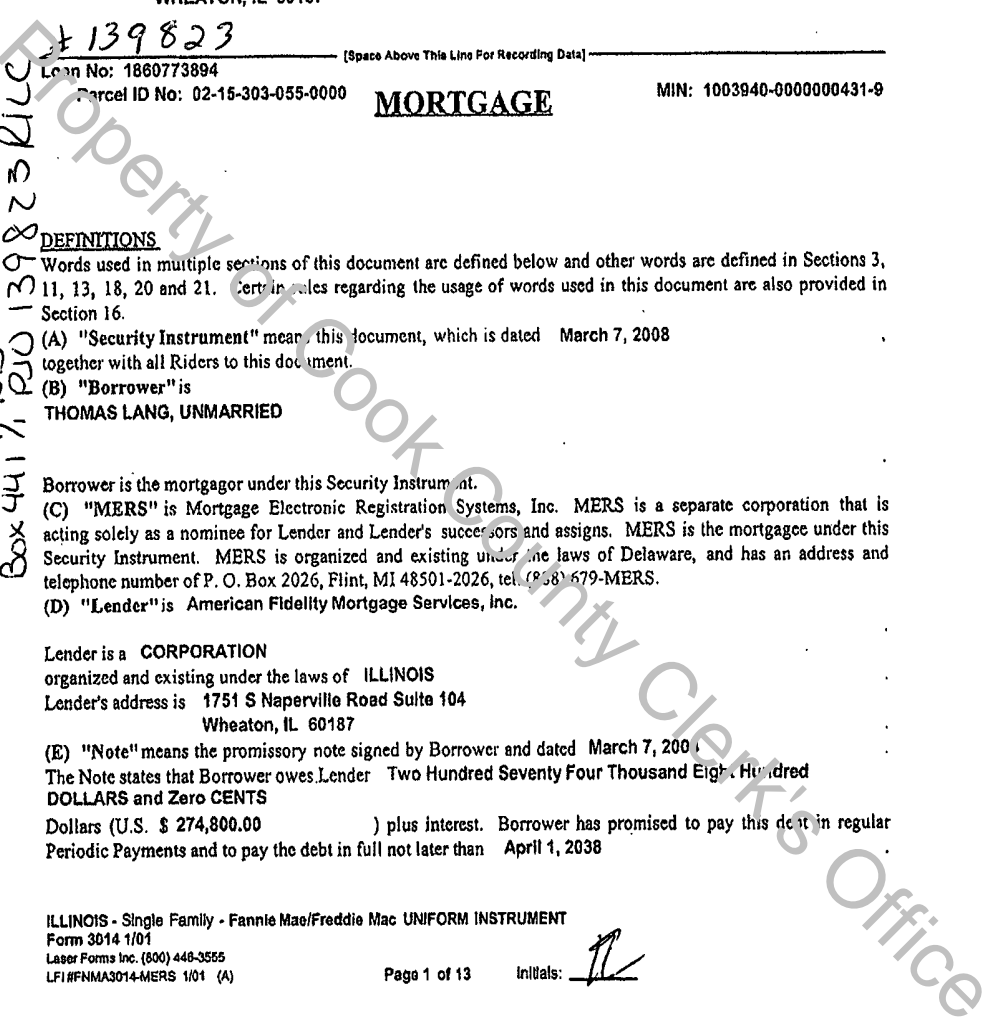 WHEATON, IL 60187
# 139823
[Space Above This Line For Recording Data]
Loan No: 1860773894
Parcel ID No: 02-15-303-055-0000
MORTGAGE
MIN: 1003940-0000000431-9
DEFINITIONS
Words used in multiple sections of this document are defined below and other words are defined in Sections 3,
11, 13, 18, 20 and 21. Certain rules regarding the usage of words used in this document are also provided in
Section 16.
(A) "Security Instrument" means this document, which is dated March 7, 2008 ,
together with all Riders to this document.
(B) "Borrower" is
THOMAS LANG, UNMARRIED
.
Borrower is the mortgagor under this Security Instrument.
(C) "MERS" is Mortgage Electronic Registration Systems, Inc. MERS is a separate corporation that is
acting solely as a nominee for Lender and Lender's successors and assigns. MERS is the mortgagee under this
Security Instrument. MERS is organized and existing under the laws of Delaware, and has an address and
telephone number of P. O. Box 2026, Flint, MI 48501-2026, tel. (888) 679-MERS.
(D) "Lender" is American Fidelity Mortgage Services, Inc.
.
Lender is a CORPORATION
organized and existing under the laws of ILLINOIS .
Lender's address is 1751 S Naperville Road Suite 104
Wheaton, IL 60187 .
(E) "Note" means the promissory note signed by Borrower and dated March 7, 200 .
The Note states that Borrower owes Lender Two Hundred Seventy Four Thousand Eight Hundred
DOLLARS and Zero CENTS
Dollars (U.S. $ 274,800.00 ) plus interest. Borrower has promised to pay this debt in regular
Periodic Payments and to pay the debt in full not later than April 1, 2038 .
ILLINOIS - Single Family - Fannie Mae/Freddie Mac UNIFORM INSTRUMENT
Form 3014 1/01
Laser Forms Inc. (800) 446-3555
LFI #FNMA3014-MERS 1/01 (A)
Page 1 of 13
Initials:
Box 441 139823 RILC
Property of Cook County Clerk's Office